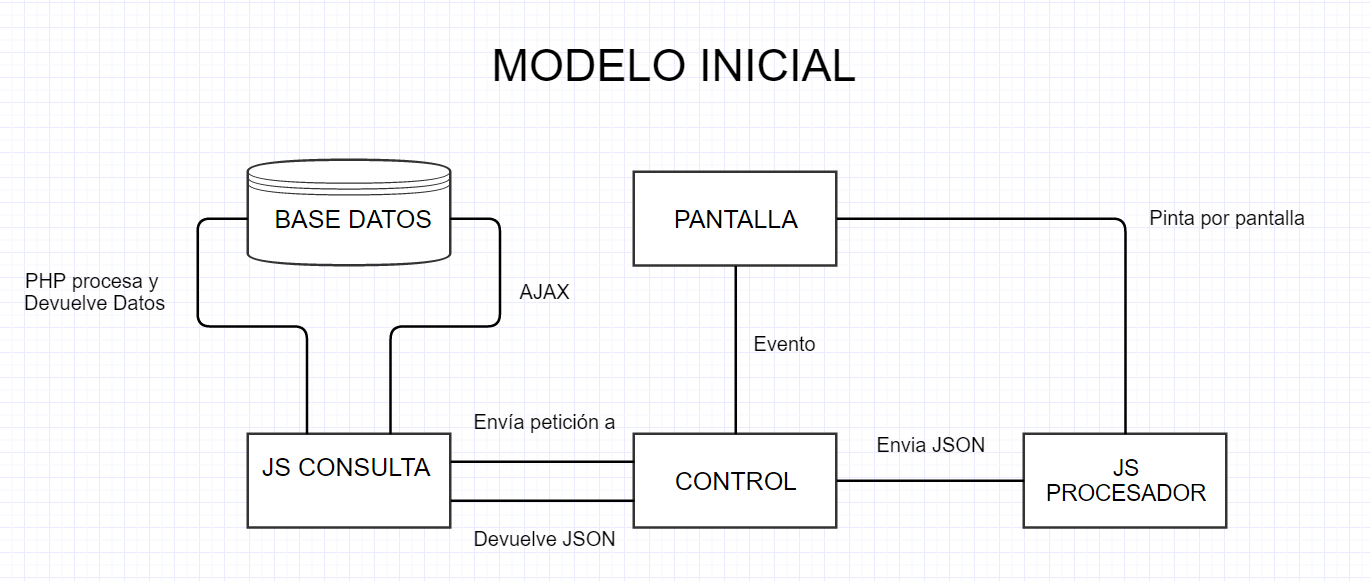 MODELO INICIAL
BASE DATOS
PANTALLA
Pinta por pantalla
PHP procesa y
Devuelve Datos
AJAX
Evento
Envía petición a
JS CONSULTA
CONTROL
Envia JSON
JS
PROCESADOR
Devuelve JSON